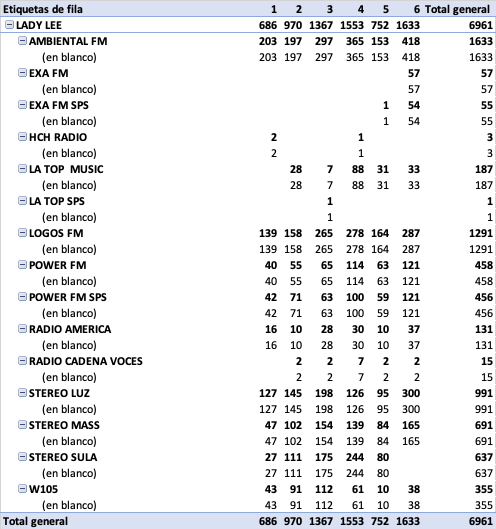 Etiquetas de fila 1 2 3 4 5 6 Total general
LADY LEE 686 970 1367 1553 752 1633 6961
AMBIENTAL FM 203 197 297 365 153 418 1633
(en blanco) 203 197 297 365 153 418 1633
EXA FM 57 57
(en blanco) 57 57
EXA FM SPS 1 54 55
(en blanco) 1 54 55
HCH RADIO 2 1 3
(en blanco) 2 1 3
LA TOP MUSIC 28 7 88 31 33 187
(en blanco) 28 7 88 31 33 187
LA TOP SPS 1 1
(en blanco) 1 1
LOGOS FM 139 158 265 278 164 287 1291
(en blanco) 139 158 265 278 164 287 1291
POWER FM 40 55 65 114 63 121 458
(en blanco) 40 55 65 114 63 121 458
POWER FM SPS 42 71 63 100 59 121 456
(en blanco) 42 71 63 100 59 121 456
RADIO AMERICA 16 10 28 30 10 37 131
(en blanco) 16 10 28 30 10 37 131
RADIO CADENA VOCES 2 2 7 2 2 15
(en blanco) 2 2 7 2 2 15
STEREO LUZ 127 145 198 126 95 300 991
(en blanco) 127 145 198 126 95 300 991
STEREO MASS 47 102 154 139 84 165 691
(en blanco) 47 102 154 139 84 165 691
STEREO SULA 27 111 175 244 80 637
(en blanco) 27 111 175 244 80 637
W105 43 91 112 61 10 38 355
(en blanco) 43 91 112 61 10 38 355
Total general 686 970 1367 1553 752 1633 6961